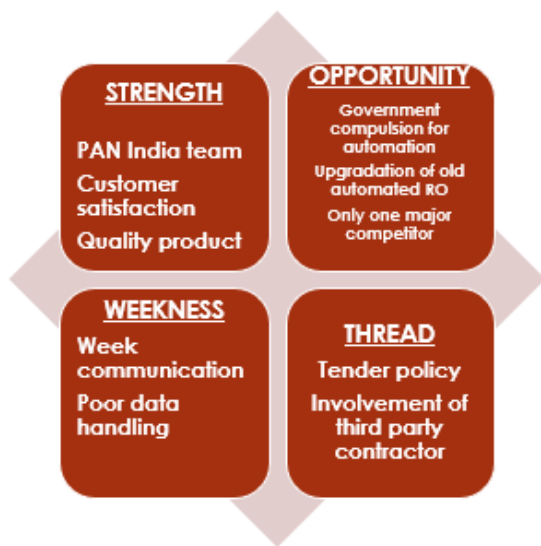 STRENGTH
PAN India team
Customer
satisfaction
Quality product
OPPORTUNITY
Government
compulsion for
automation
Upgradation of old
automated RO
Only one major
competitor
WEEKNESS
Week
communication
Poor data
handling
THREAD
Tender policy
Involvement of
third party
contractor